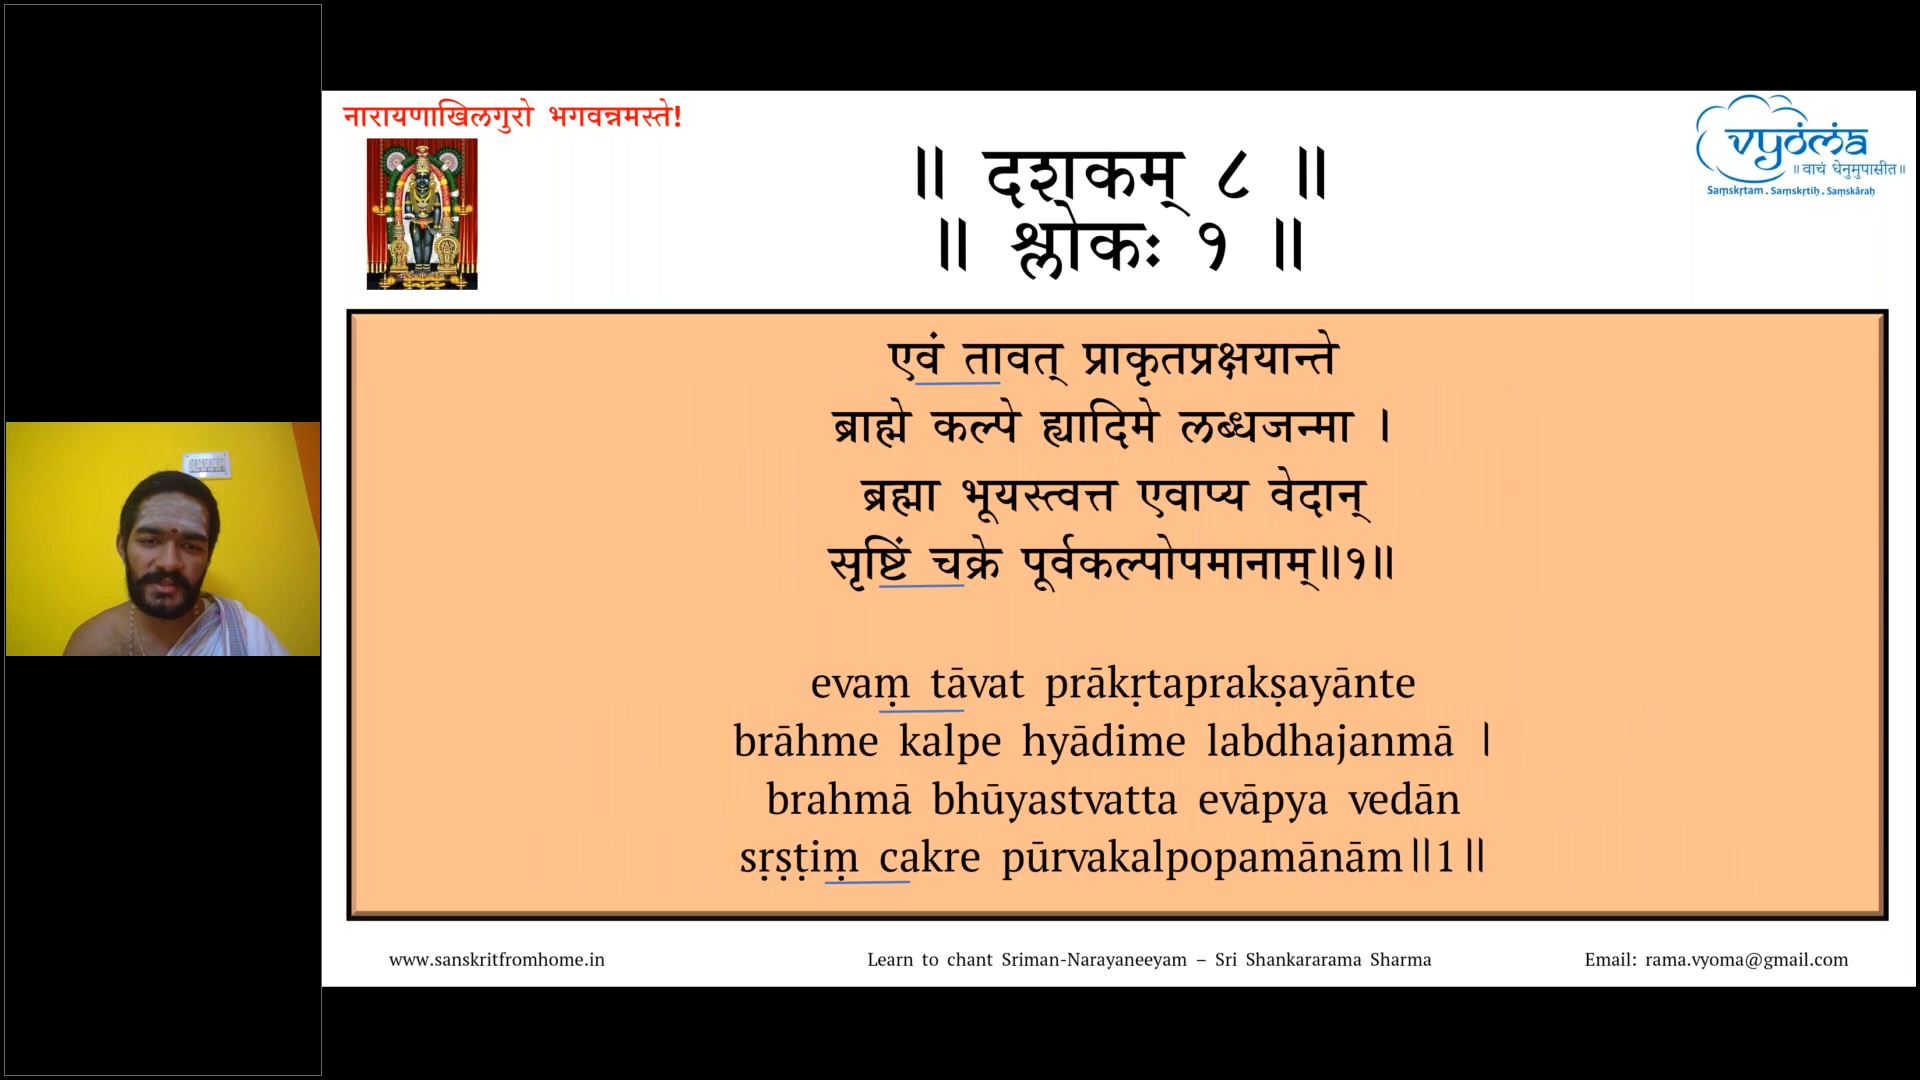 नारायणाखिलगुरो भगवन्नमस्ते!
vyoma
॥वाचं धेनुमुपासीत॥
Saṃskṛtam . Saṃskṛtiḥ . Saṃskāraḥ
॥ दशकम् ८ ॥
॥ श्लोकः १ ॥
एवं तावत् प्राकृतप्रक्षयान्ते
ब्राह्मे कल्पे ह्यादिमे लब्धजन्मा ।
ब्रह्मा भूयस्त्वत्त एवाप्य वेदान्
सृष्टिं चक्रे पूर्वकल्पोपमानाम्॥१॥
evaṃ tāvat prākṛtaprakṣayānte
brāhme kalpe hyādime labdhajanmā |
brahmā bhūyastvatta evāpya vedān
sṛṣṭiṃ cakre pūrvakalpopamānām||1||
www.sanskritfromhome.in
Learn to chant Sriman-Narayaneeyam – Sri Shankararama Sharma
Email: rama.vyoma@gmail.com